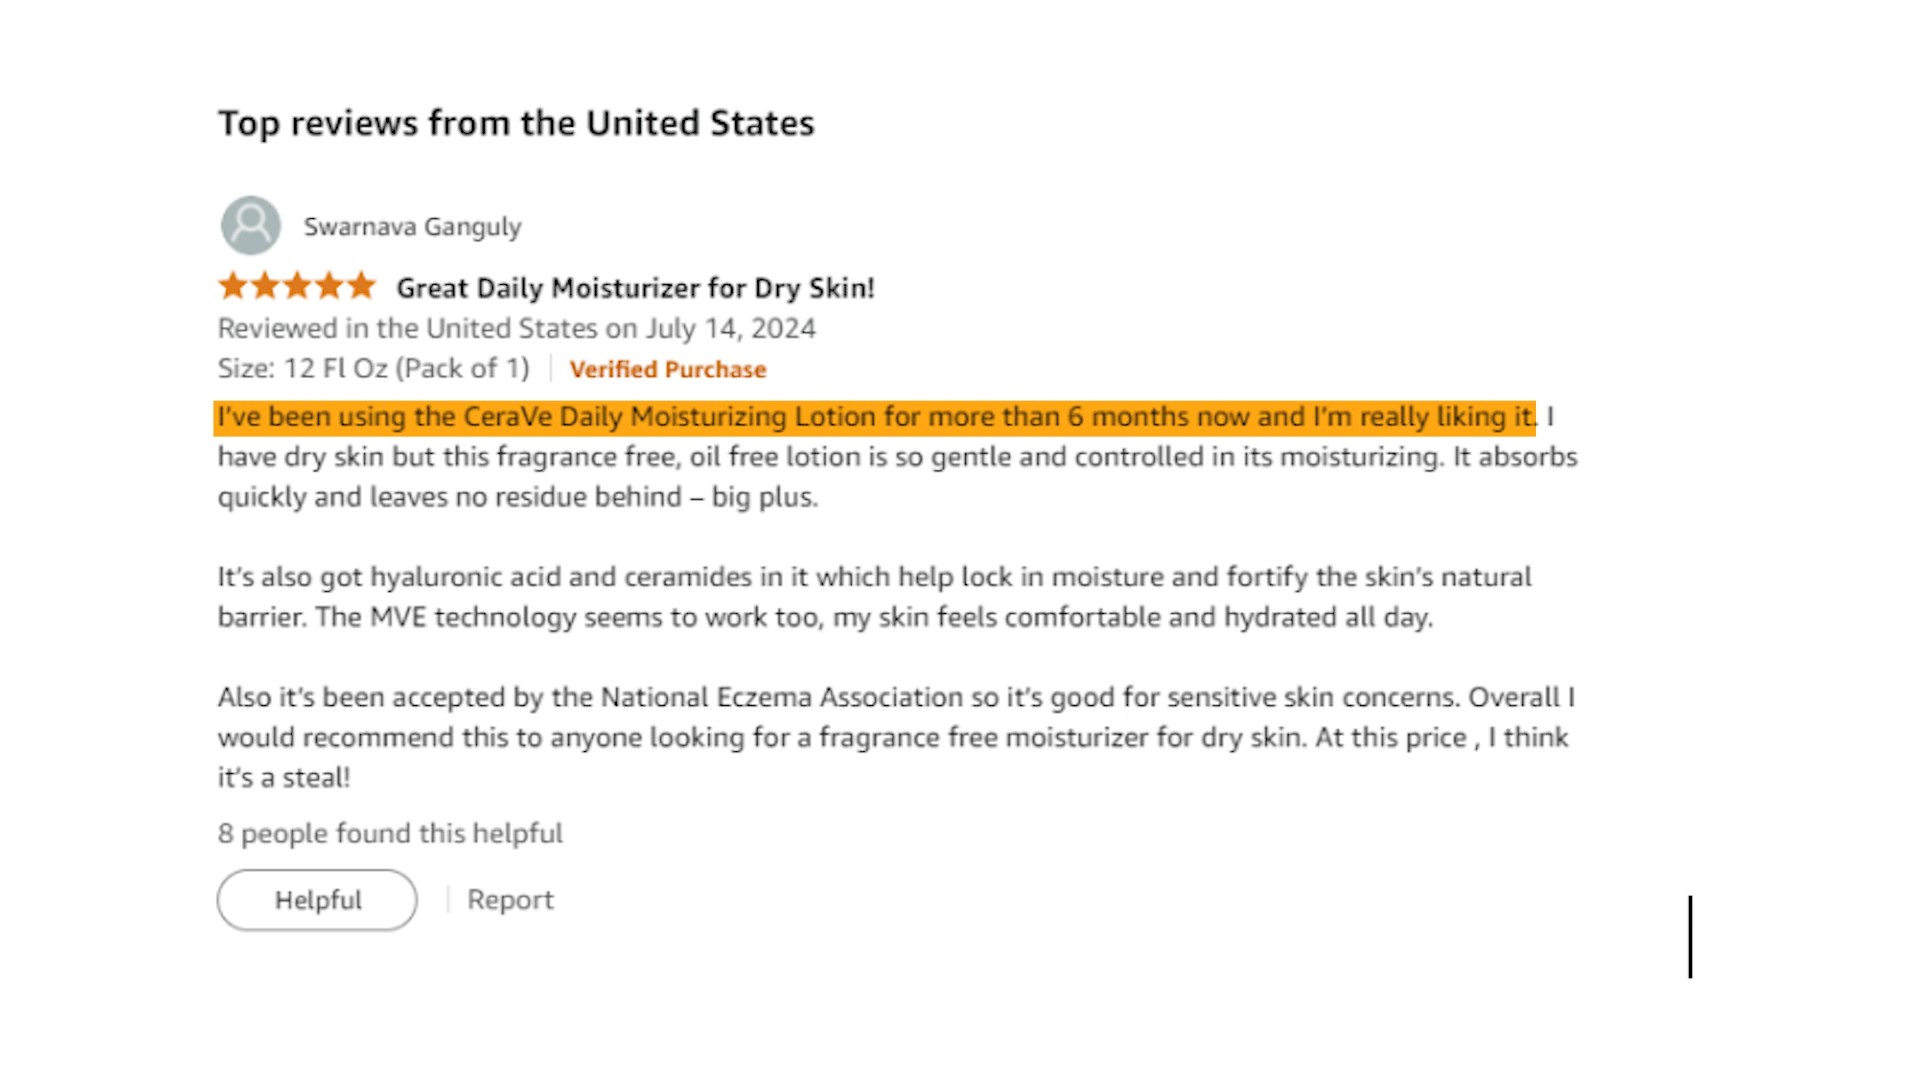 Top reviews from the United States
Swarnava Ganguly
Great Daily Moisturizer for Dry Skin!
Reviewed in the United States on July 14, 2024
Size: 12 Fl Oz (Pack of 1) Verified Purchase
I've been using the CeraVe Daily Moisturizing Lotion for more than 6 months now and I'm really liking it. I
have dry skin but this fragrance free, oil free lotion is so gentle and controlled in its moisturizing. It absorbs
quickly and leaves no residue behind – big plus.
It's also got hyaluronic acid and ceramides in it which help lock in moisture and fortify the skin's natural
barrier. The MVE technology seems to work too, my skin feels comfortable and hydrated all day.
Also it's been accepted by the National Eczema Association so it's good for sensitive skin concerns. Overall I
would recommend this to anyone looking for a fragrance free moisturizer for dry skin. At this price , I think
it's a steal!
8 people found this helpful
Helpful
Report